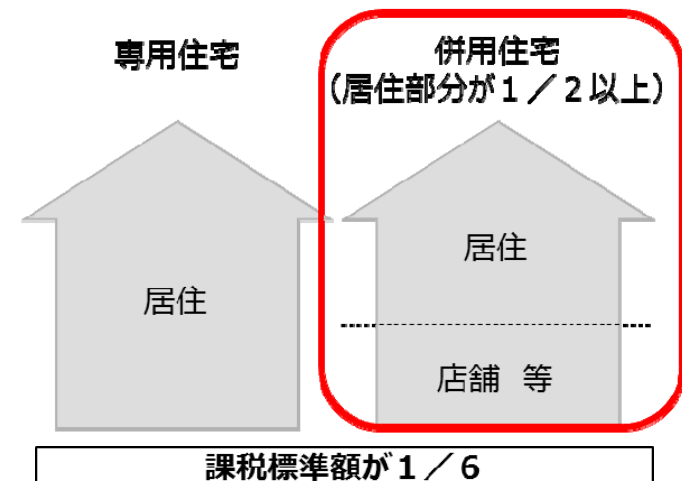 専用住宅
併用住宅
（居住部分が１／２以上）
居住
居住
店舗 等
課税標準額が１／６